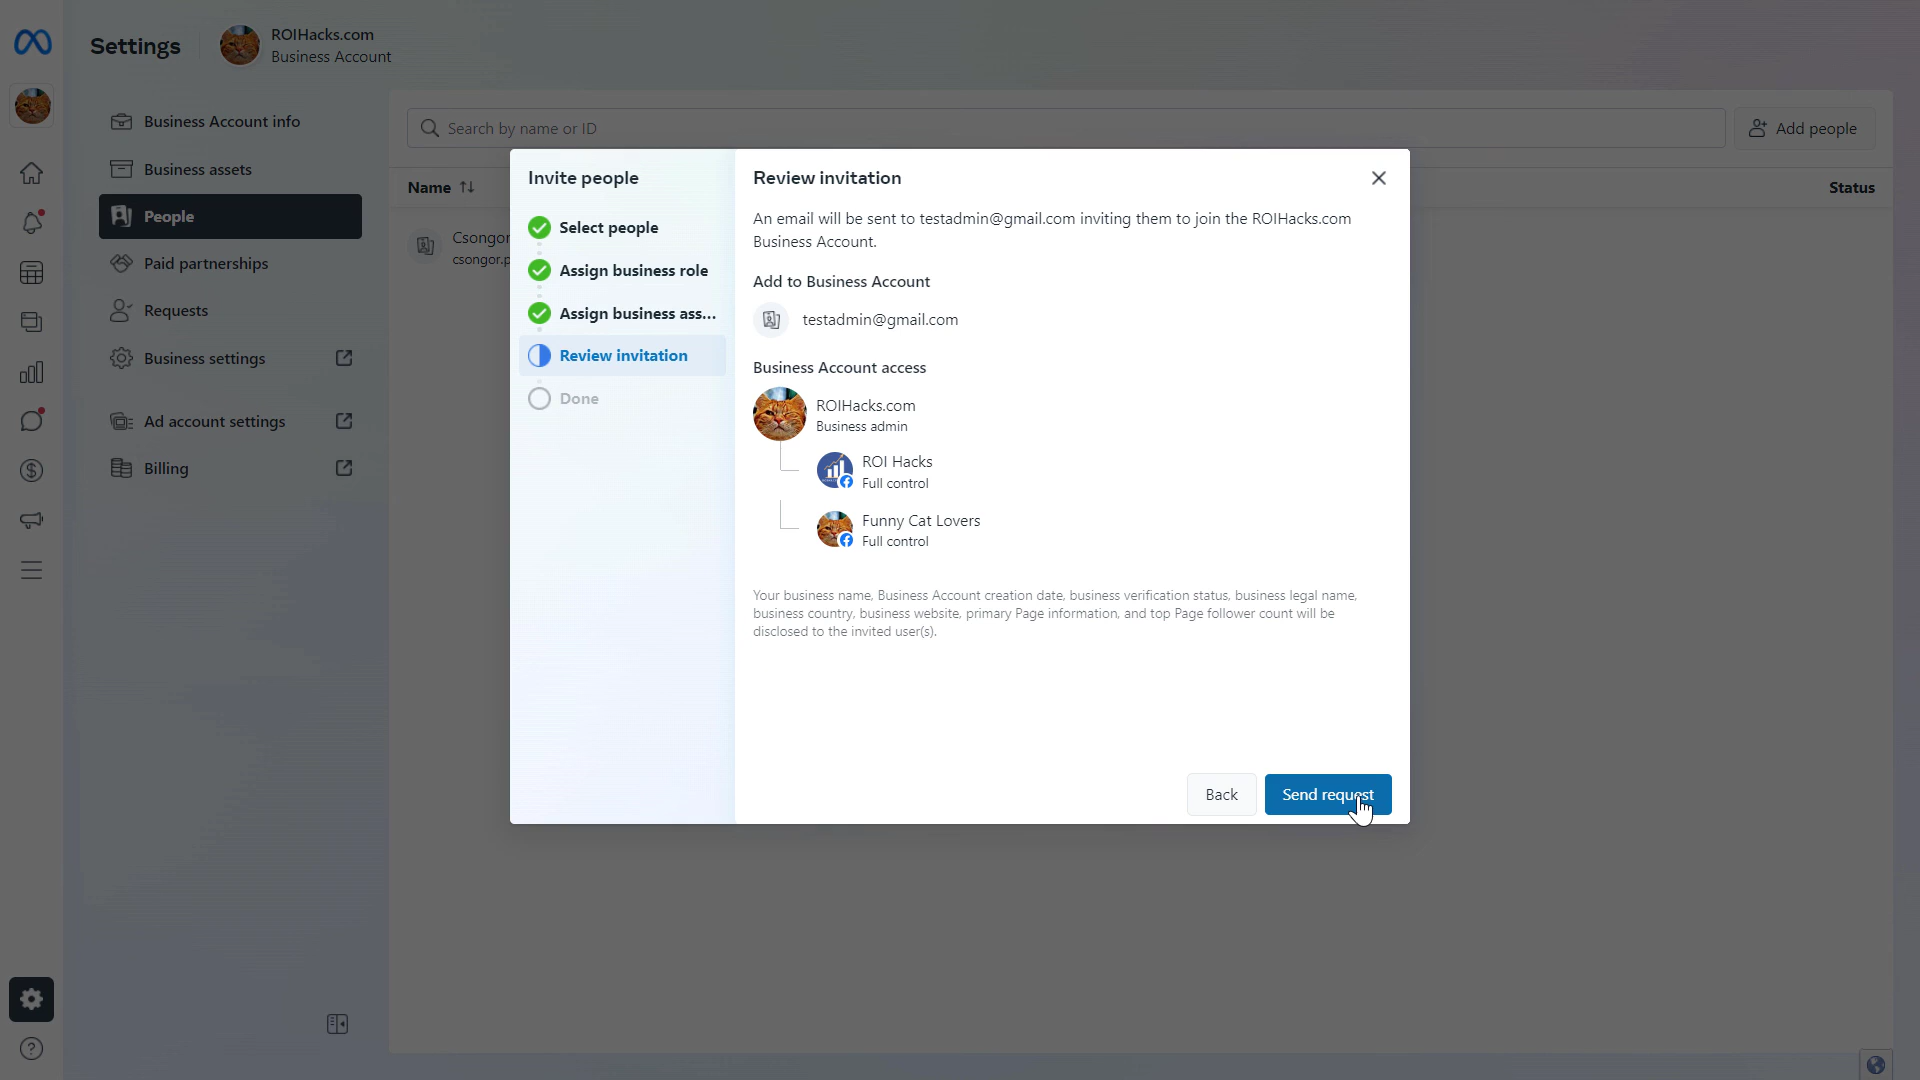 Settings
ROIHacks.com
Business Account
Business Account info
Business assets
People
Paid partnerships
Requests
Business settings
Ad account settings
Billing
Search by name or ID
Add people
Name
Status
Csongor
csongor.p
Invite people
Select people
Assign business role
Assign business ass...
Review invitation
Done
Review invitation
An email will be sent to testadmin@gmail.com inviting them to join the ROIHacks.com
Business Account.
Add to Business Account
testadmin@gmail.com
Business Account access
ROIHacks.com
Business admin
ROI Hacks
Full control
Funny Cat Lovers
Full control
Your business name, Business Account creation date, business verification status, business legal name,
business country, business website, primary Page information, and top Page follower count will be
disclosed to the invited user(s).
Back
Send request